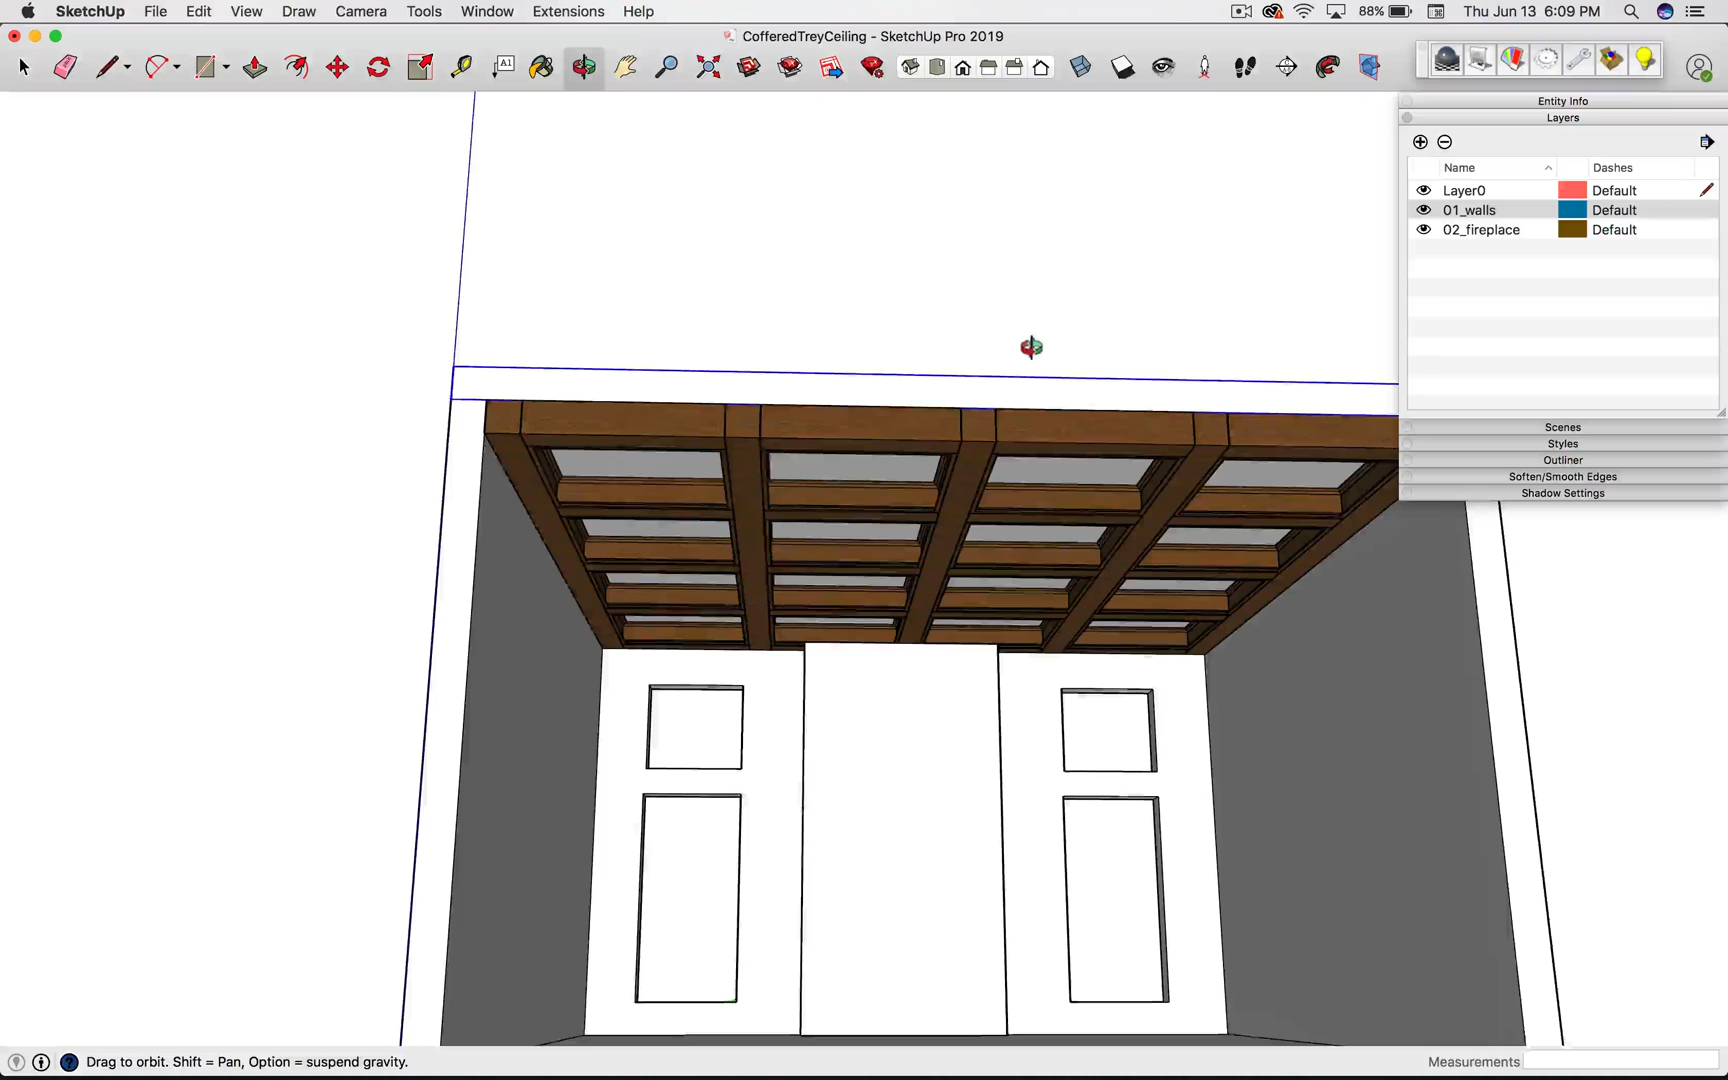 SketchUp File Edit View Draw Camera Tools Window Extensions Help 88% Thu Jun 13 6:09 PM
CofferedTreyCeiling - SketchUp Pro 2019
A1
Entity Info
Layers
Name Dashes
Layer0 Default
01_walls Default
02_fireplace Default
Scenes
Styles
Outliner
Soften/Smooth Edges
Shadow Settings
Drag to orbit. Shift = Pan, Option = suspend gravity.
Measurements